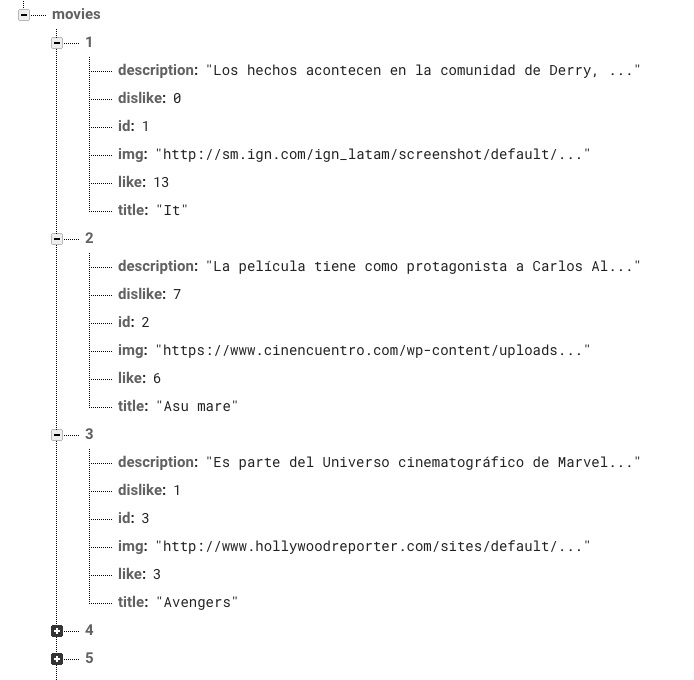 movies
1
description: "Los hechos acontecen en la comunidad de Derry, ..."
dislike: 0
id: 1
img: "http://sm.ign.com/ign_latam/screenshot/default/..."
like: 13
title: "It"
2
description: "La película tiene como protagonista a Carlos Al..."
dislike: 7
id: 2
img: "https://www.cinencuentro.com/wp-content/uploads..."
like: 6
title: "Asu mare"
3
description: "Es parte del Universo cinematográfico de Marvel..."
dislike: 1
id: 3
img: "http://www.hollywoodreporter.com/sites/default/..."
like: 3
title: "Avengers"
4
5